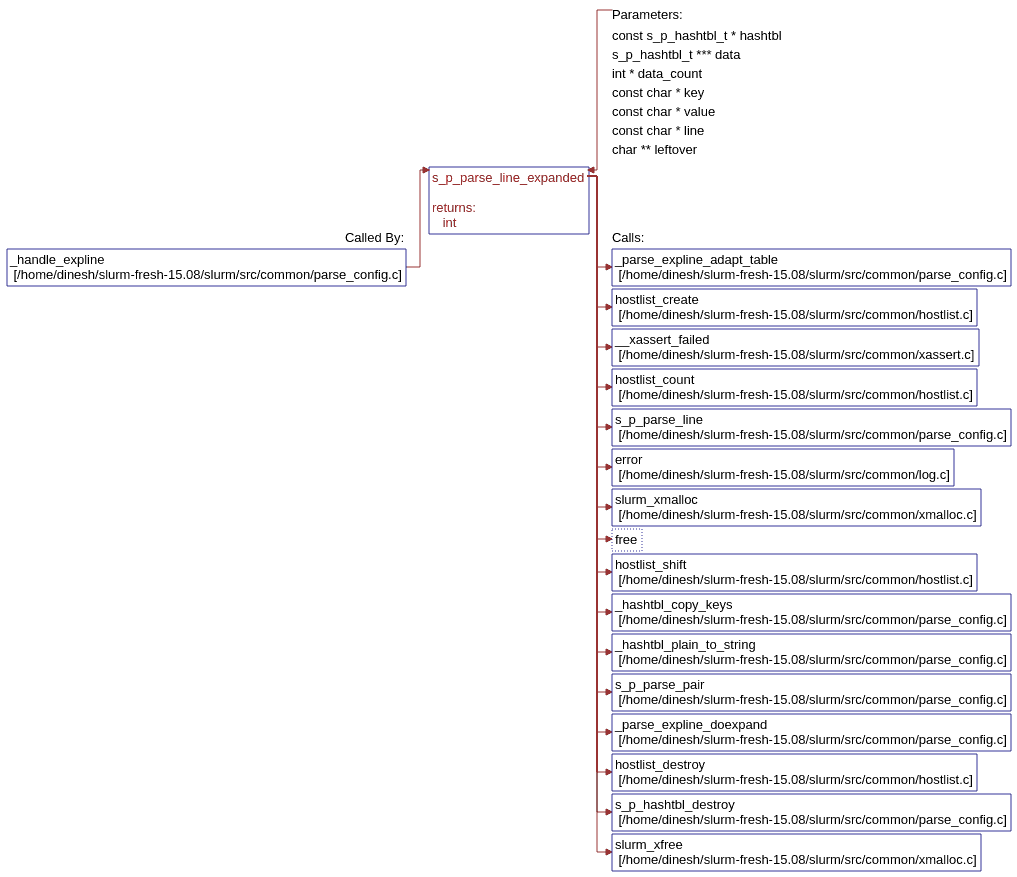 Parameters:
const s_p_hashtbl_t * hashtbl
s_p_hashtbl_t *** data
int * data_count
const char * key
const char * value
const char * line
char ** leftover
s_p_parse_line_expanded
returns:
int
Called By:
_handle_expline
[/home/dinesh/slurm-fresh-15.08/slurm/src/common/parse_config.c]
Calls:
_parse_expline_adapt_table
[/home/dinesh/slurm-fresh-15.08/slurm/src/common/parse_config.c]
hostlist_create
[/home/dinesh/slurm-fresh-15.08/slurm/src/common/hostlist.c]
__xassert_failed
[/home/dinesh/slurm-fresh-15.08/slurm/src/common/xassert.c]
hostlist_count
[/home/dinesh/slurm-fresh-15.08/slurm/src/common/hostlist.c]
s_p_parse_line
[/home/dinesh/slurm-fresh-15.08/slurm/src/common/parse_config.c]
error
[/home/dinesh/slurm-fresh-15.08/slurm/src/common/log.c]
slurm_xmalloc
[/home/dinesh/slurm-fresh-15.08/slurm/src/common/xmalloc.c]
free
hostlist_shift
[/home/dinesh/slurm-fresh-15.08/slurm/src/common/hostlist.c]
_hashtbl_copy_keys
[/home/dinesh/slurm-fresh-15.08/slurm/src/common/parse_config.c]
_hashtbl_plain_to_string
[/home/dinesh/slurm-fresh-15.08/slurm/src/common/parse_config.c]
s_p_parse_pair
[/home/dinesh/slurm-fresh-15.08/slurm/src/common/parse_config.c]
_parse_expline_doexpand
[/home/dinesh/slurm-fresh-15.08/slurm/src/common/parse_config.c]
hostlist_destroy
[/home/dinesh/slurm-fresh-15.08/slurm/src/common/hostlist.c]
s_p_hashtbl_destroy
[/home/dinesh/slurm-fresh-15.08/slurm/src/common/parse_config.c]
slurm_xfree
[/home/dinesh/slurm-fresh-15.08/slurm/src/common/xmalloc.c]